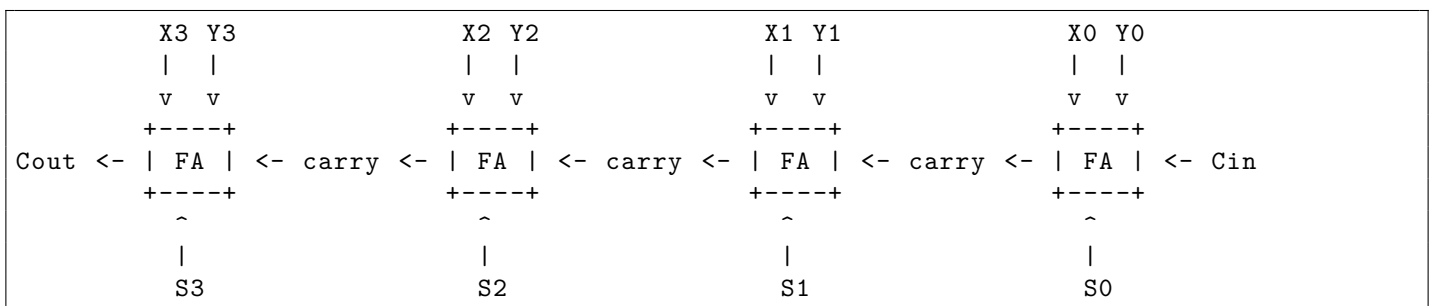 X3 Y3 X2 Y2 X1 Y1 X0 Y0
| | | | | | | |
v v v v v v v v
+----+ +----+ +----+ +----+
Cout <- | FA | <- carry <- | FA | <- carry <- | FA | <- carry <- | FA | <- Cin
+----+ +----+ +----+ +----+
^ ^ ^ ^
| | | |
S3 S2 S1 S0